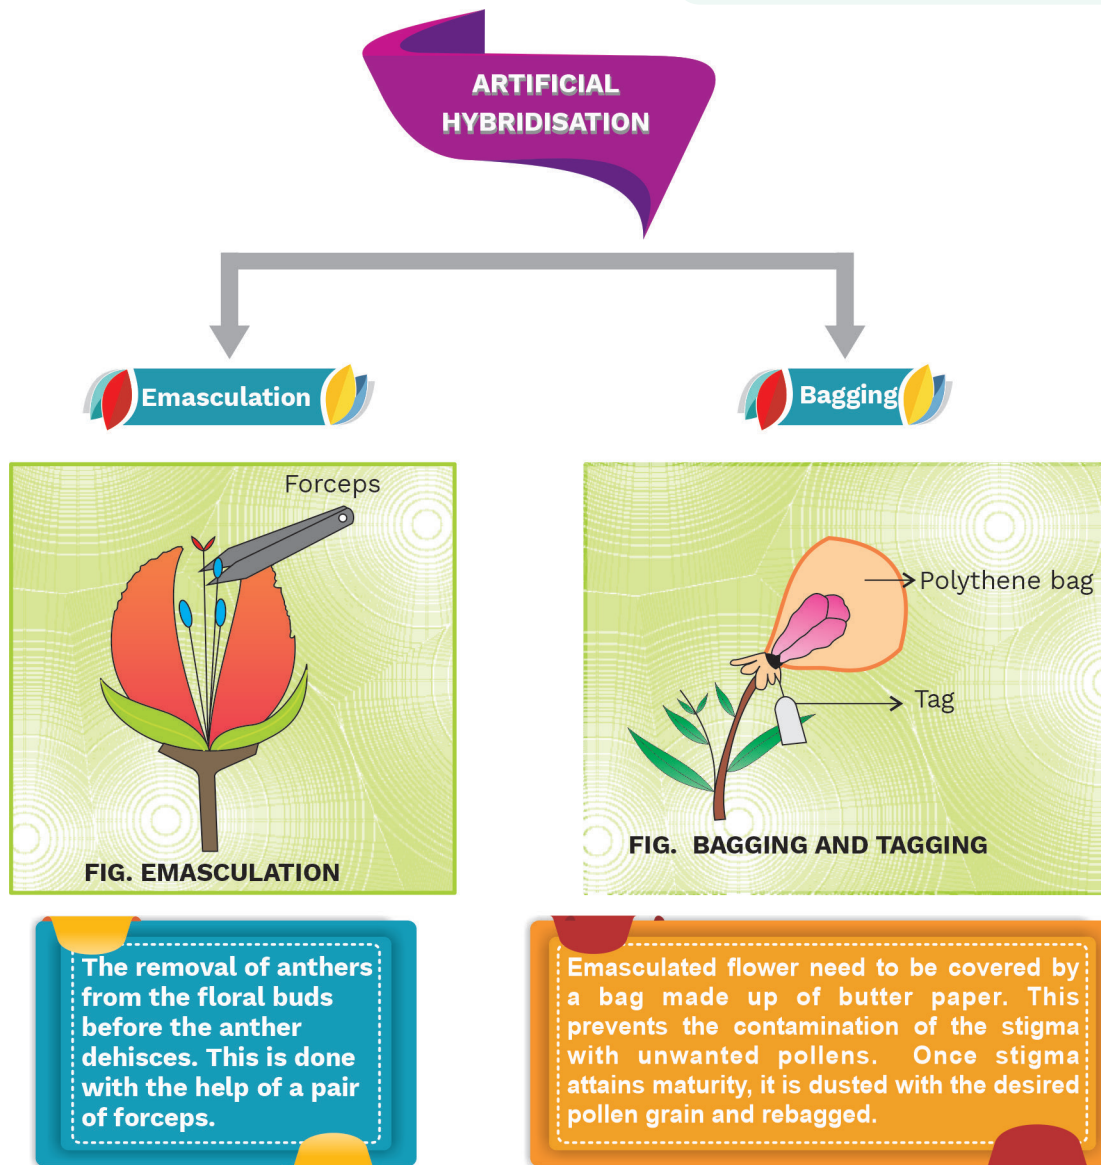 ARTIFICIAL
HYBRIDISATION
Emasculation
Bagging
Forceps
FIG. EMASCULATION
Polythene bag
Tag
FIG. BAGGING AND TAGGING
The removal of anthers
from the floral buds
before the anther
dehisces. This is done
with the help of a pair
of forceps.
Emasculated flower need to be covered by
a bag made up of butter paper. This
prevents the contamination of the stigma
with unwanted pollens. Once stigma
attains maturity, it is dusted with the desired
pollen grain and rebagged.